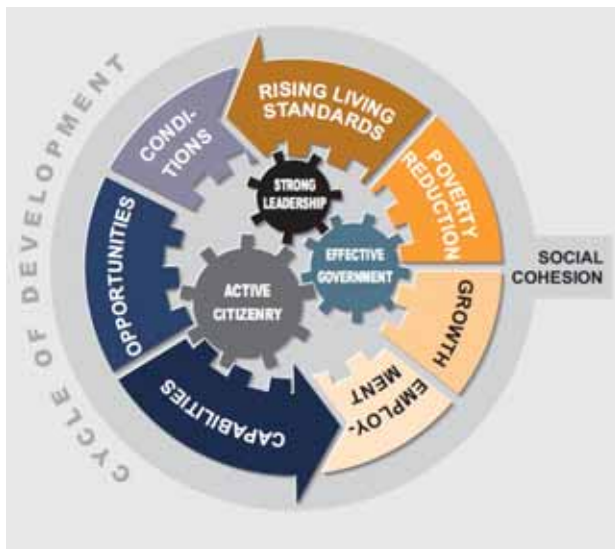 CYCLE OF DEVELOPMENT
RISING LIVING
STANDARDS
POVERTY
REDUCTION
GROWTH
EMPLOY-
MENT
CAPABILITIES
OPPORTUNITIES
CONDI-
TIONS
STRONG
LEADERSHIP
EFFECTIVE
GOVERNMENT
ACTIVE
CITIZENRY
SOCIAL
COHESION